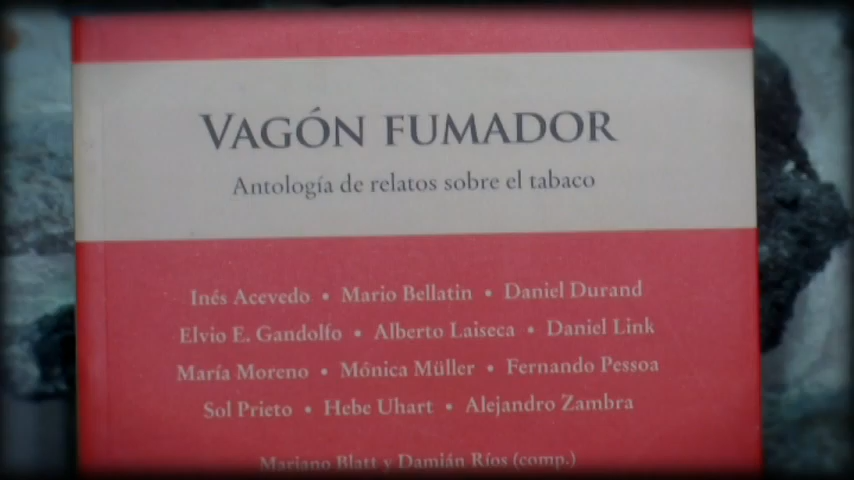 VAGÓN FUMADOR
Antología de relatos sobre el tabaco
Inés Acevedo • Mario Bellatin • Daniel Durand
Elvio E. Gandolfo • Alberto Laiseca • Daniel Link
María Moreno • Mónica Müller • Fernando Pessoa
Sol Prieto • Hebe Uhart • Alejandro Zambra
Mariano Blatt y Damián Ríos (comp.)